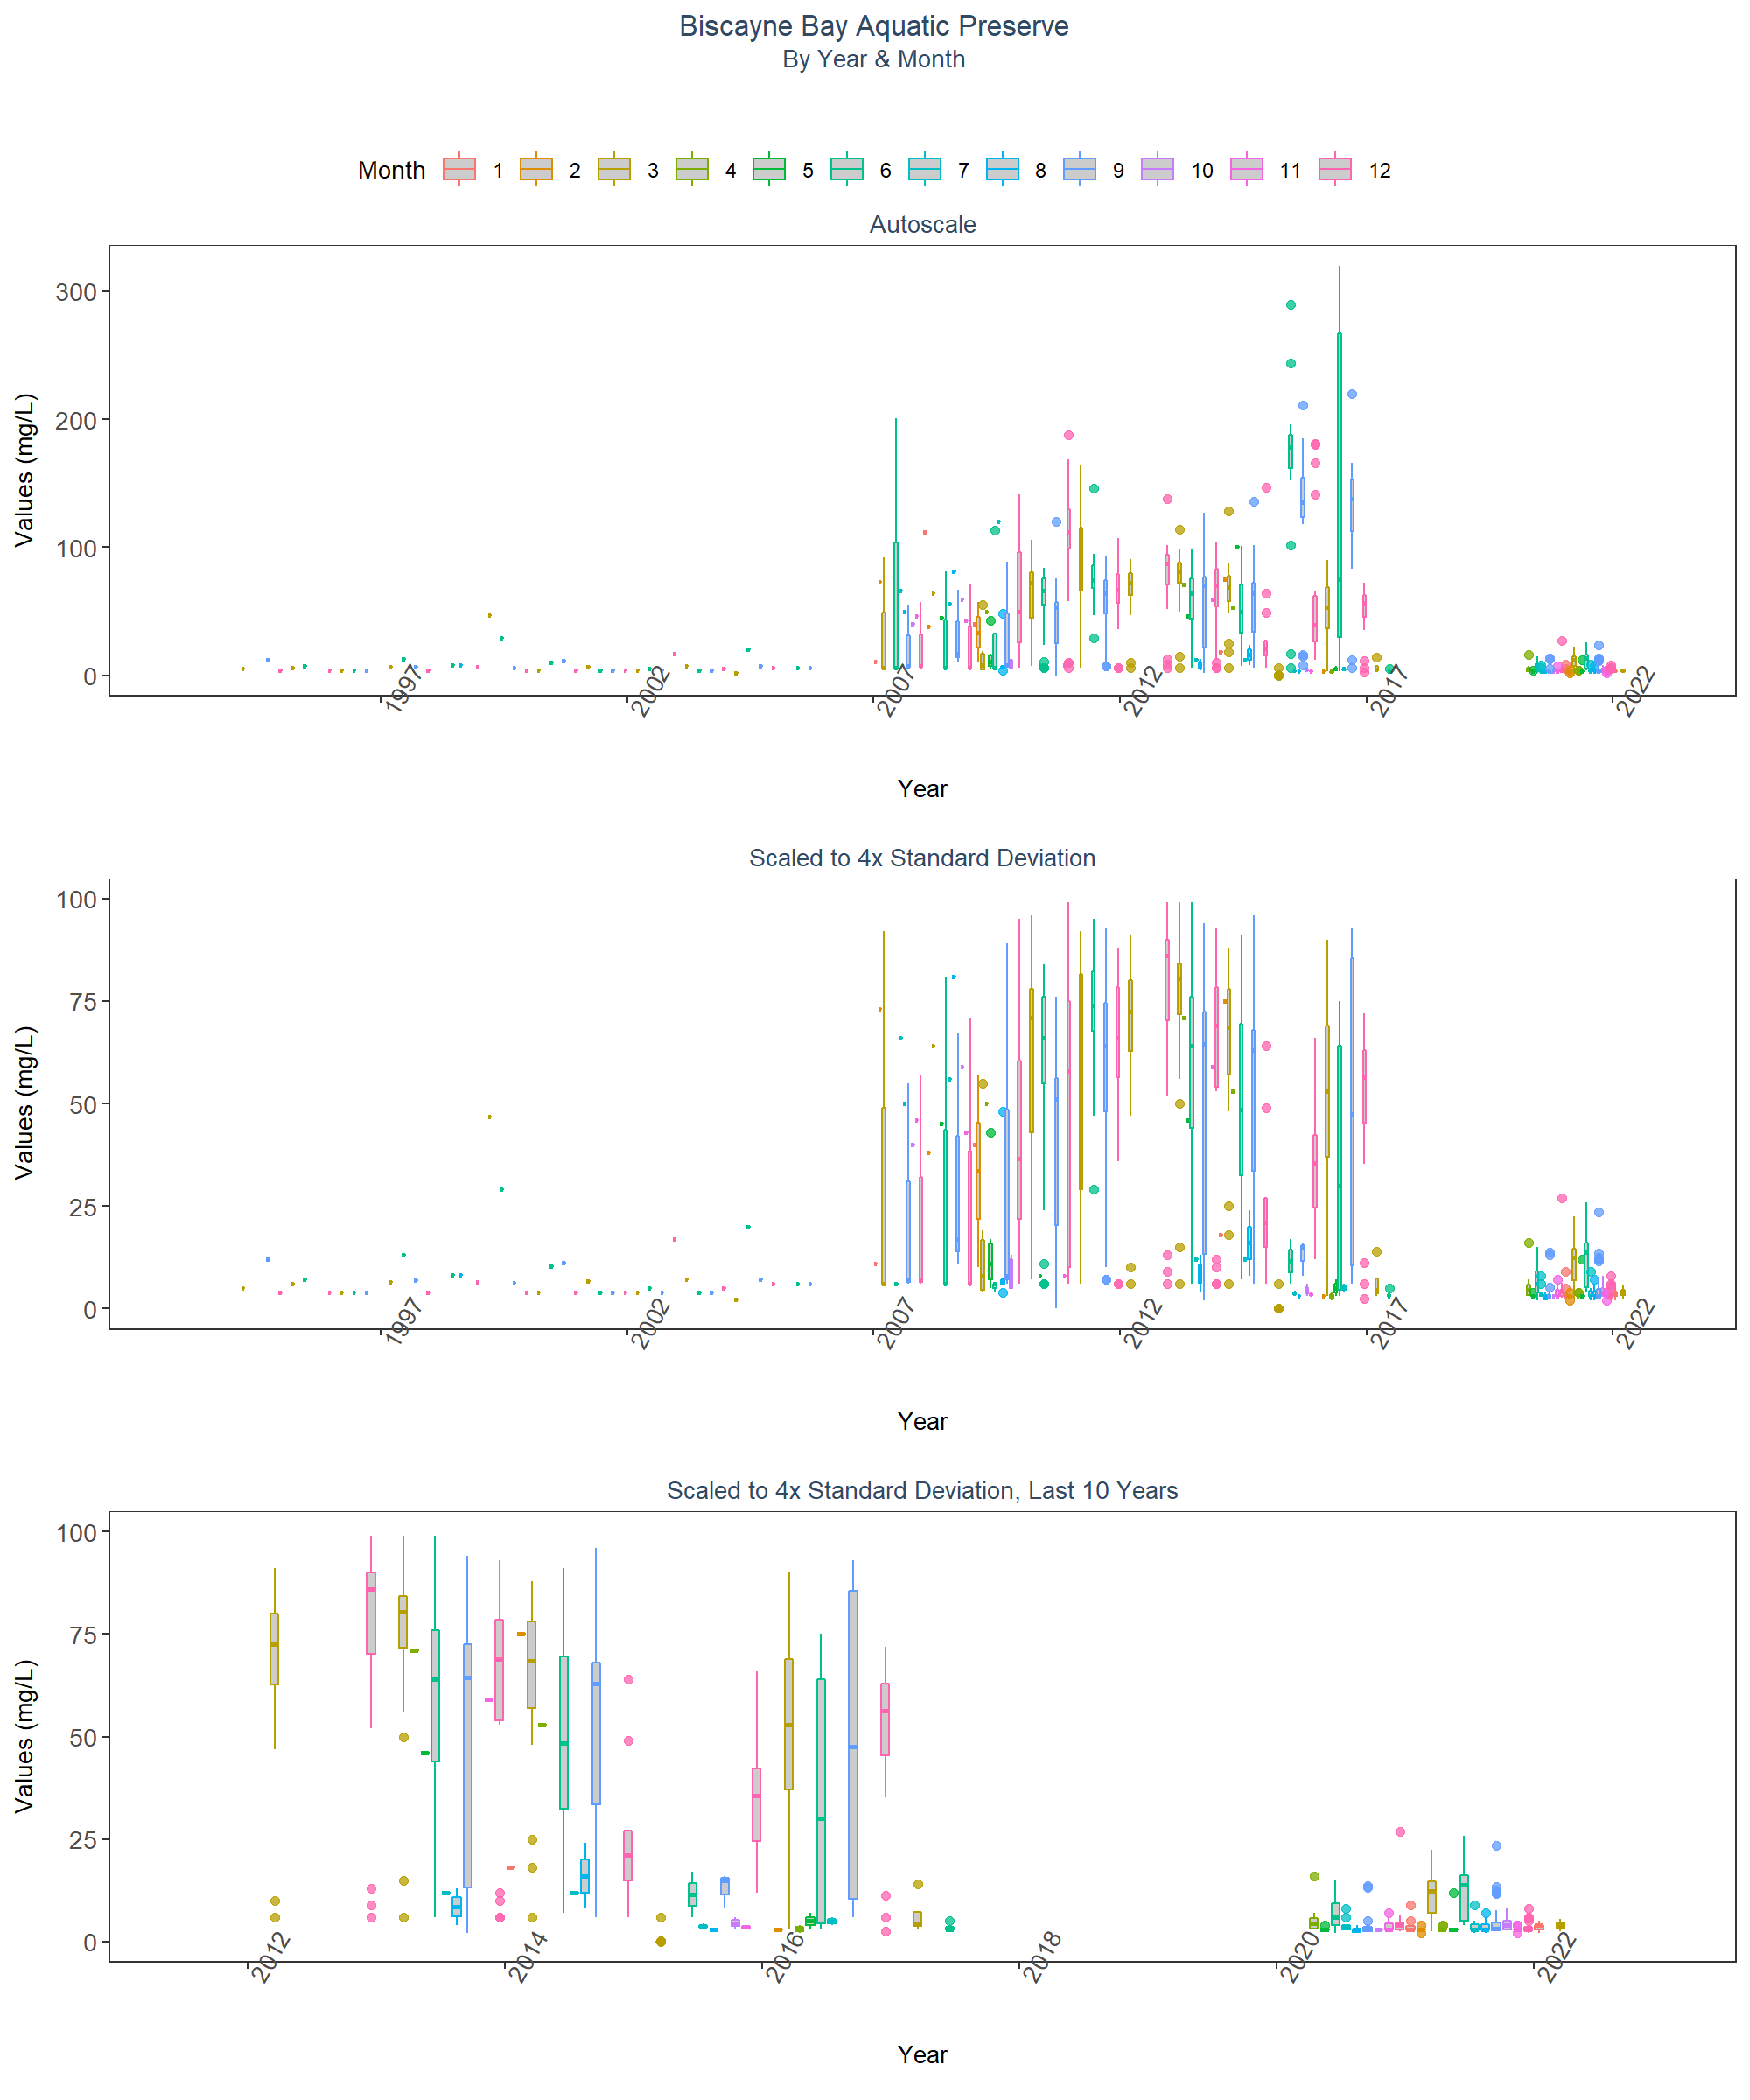 Biscayne Bay Aquatic Preserve
By Year & Month
Month 1 2 3 4 5 6 7 8 9 10 11 12
Autoscale
Values (mg/L)
300
200
100
0
1997 2002 2007 2012 2017 2022
Year
Scaled to 4x Standard Deviation
Values (mg/L)
100
75
50
25
0
1997 2002 2007 2012 2017 2022
Year
Scaled to 4x Standard Deviation, Last 10 Years
Values (mg/L)
100
75
50
25
0
2012 2014 2016 2018 2020 2022
Year